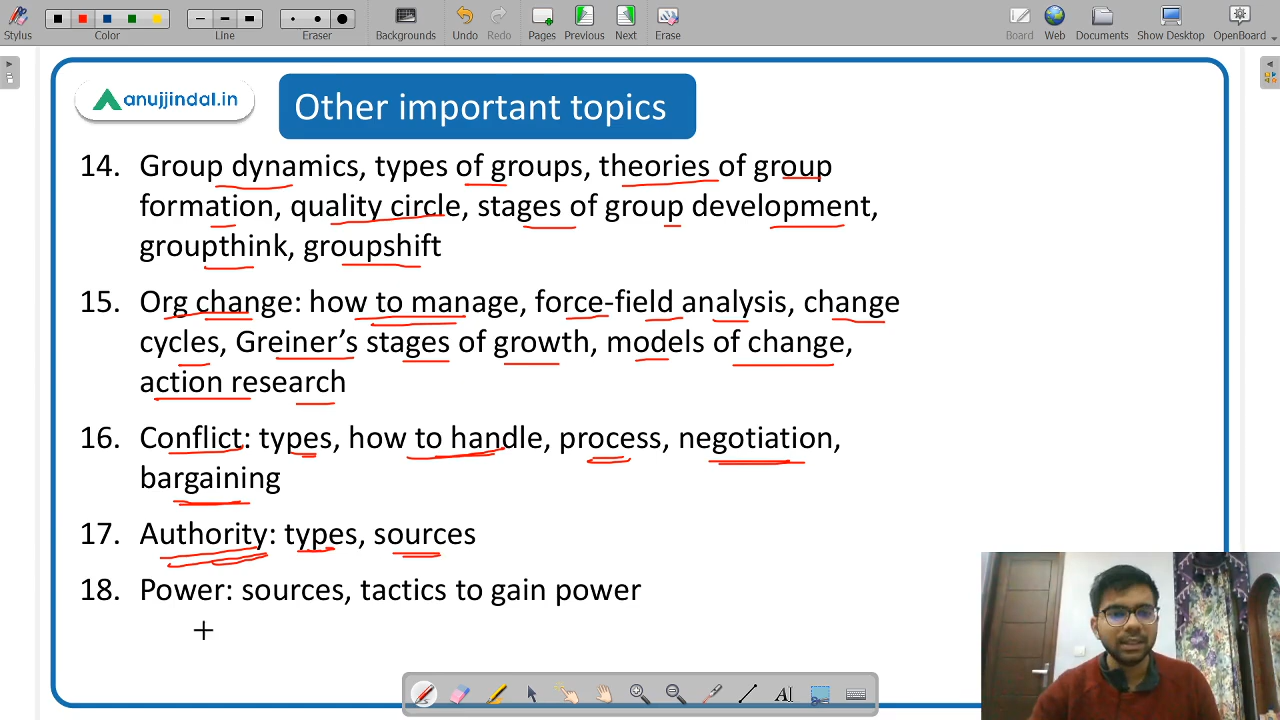 Stylus
Color
Line
Eraser
Backgrounds
Undo
Redo
Pages
Previous
Next
Erase
Board
Web
Documents
Show Desktop
OpenBoard
anujjindal.in
Other important topics
14. Group dynamics, types of groups, theories of group
formation, quality circle, stages of group development,
groupthink, groupshift
15. Org change: how to manage, force-field analysis, change
cycles, Greiner’s stages of growth, models of change,
action research
16. Conflict: types, how to handle, process, negotiation,
bargaining
17. Authority: types, sources
18. Power: sources, tactics to gain power